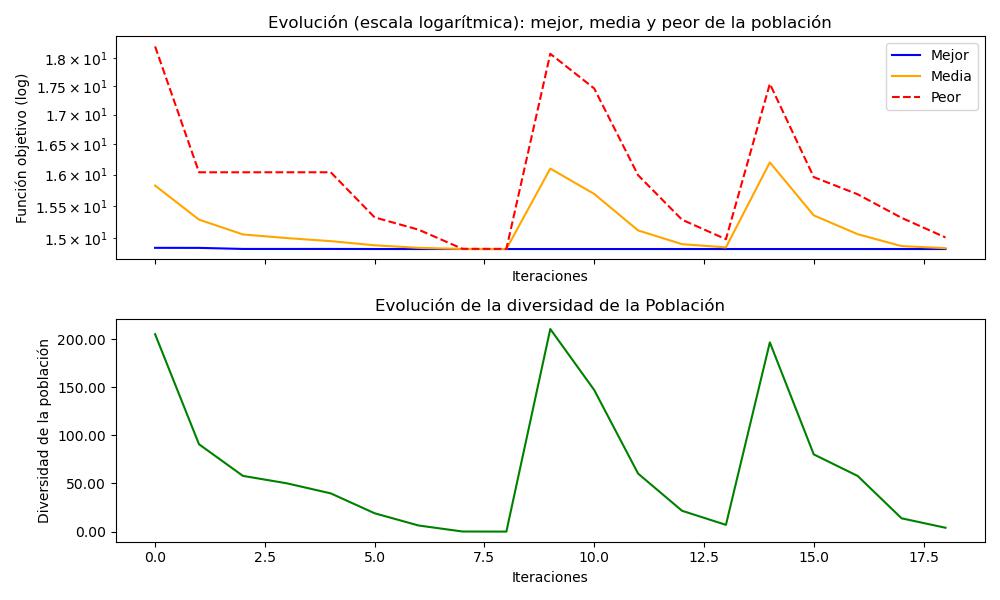 Evolución (escala logarítmica): mejor, media y peor de la población
Función objetivo (log)
1.8 × 10¹
1.75 × 10¹
1.7 × 10¹
1.65 × 10¹
1.6 × 10¹
1.55 × 10¹
1.5 × 10¹
Mejor
Media
Peor
Iteraciones
Evolución de la diversidad de la Población
Diversidad de la población
200.00
150.00
100.00
50.00
0.00
0.0 2.5 5.0 7.5 10.0 12.5 15.0 17.5
Iteraciones